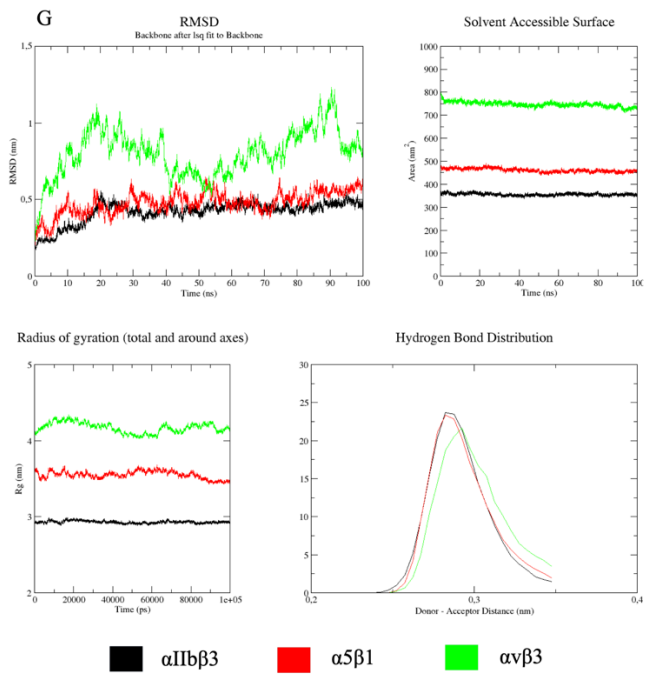 G
RMSD
Backbone after lsq fit to Backbone
RMSD (nm)
1,5
1
0,5
0
0 10 20 30 40 50 60 70 80 90 100
Time (ns)
Solvent Accessible Surface
Area (nm²)
1000
900
800
700
600
500
400
300
200
100
0
0 20 40 60 80 100
Time (ns)
Radius of gyration (total and around axes)
Rg (nm)
5
4
3
2
0 20000 40000 60000 80000 1e+05
Time (ps)
Hydrogen Bond Distribution
30
25
20
15
10
5
0
0,2 0,3 0,4
Donor - Acceptor Distance (nm)
αIIbβ3 α5β1 αvβ3